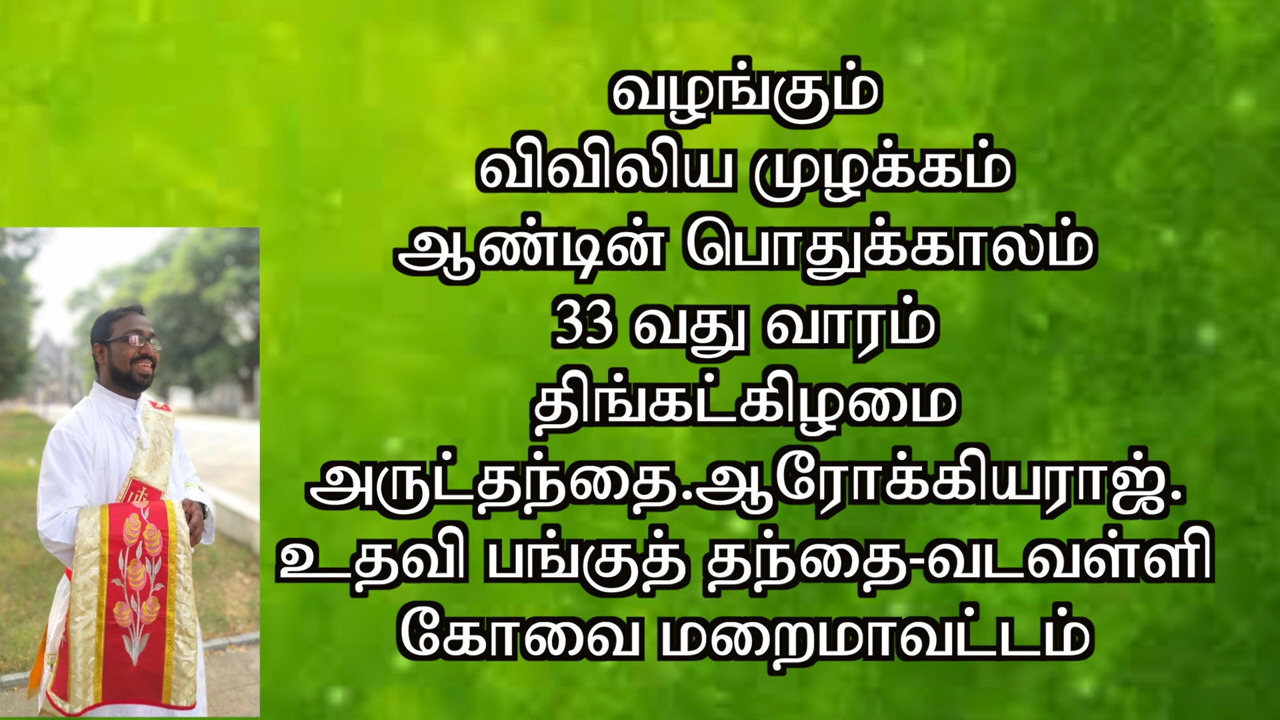 வழங்கும்
விவிலிய முழக்கம்
ஆண்டின் பொதுக்காலம்
33 வது வாரம்
திங்கட்கிழமை
அருட்தந்தை.ஆரோக்கியராஜ்.
உதவி பங்குத் தந்தை-வடவள்ளி
கோவை மறைமாவட்டம்